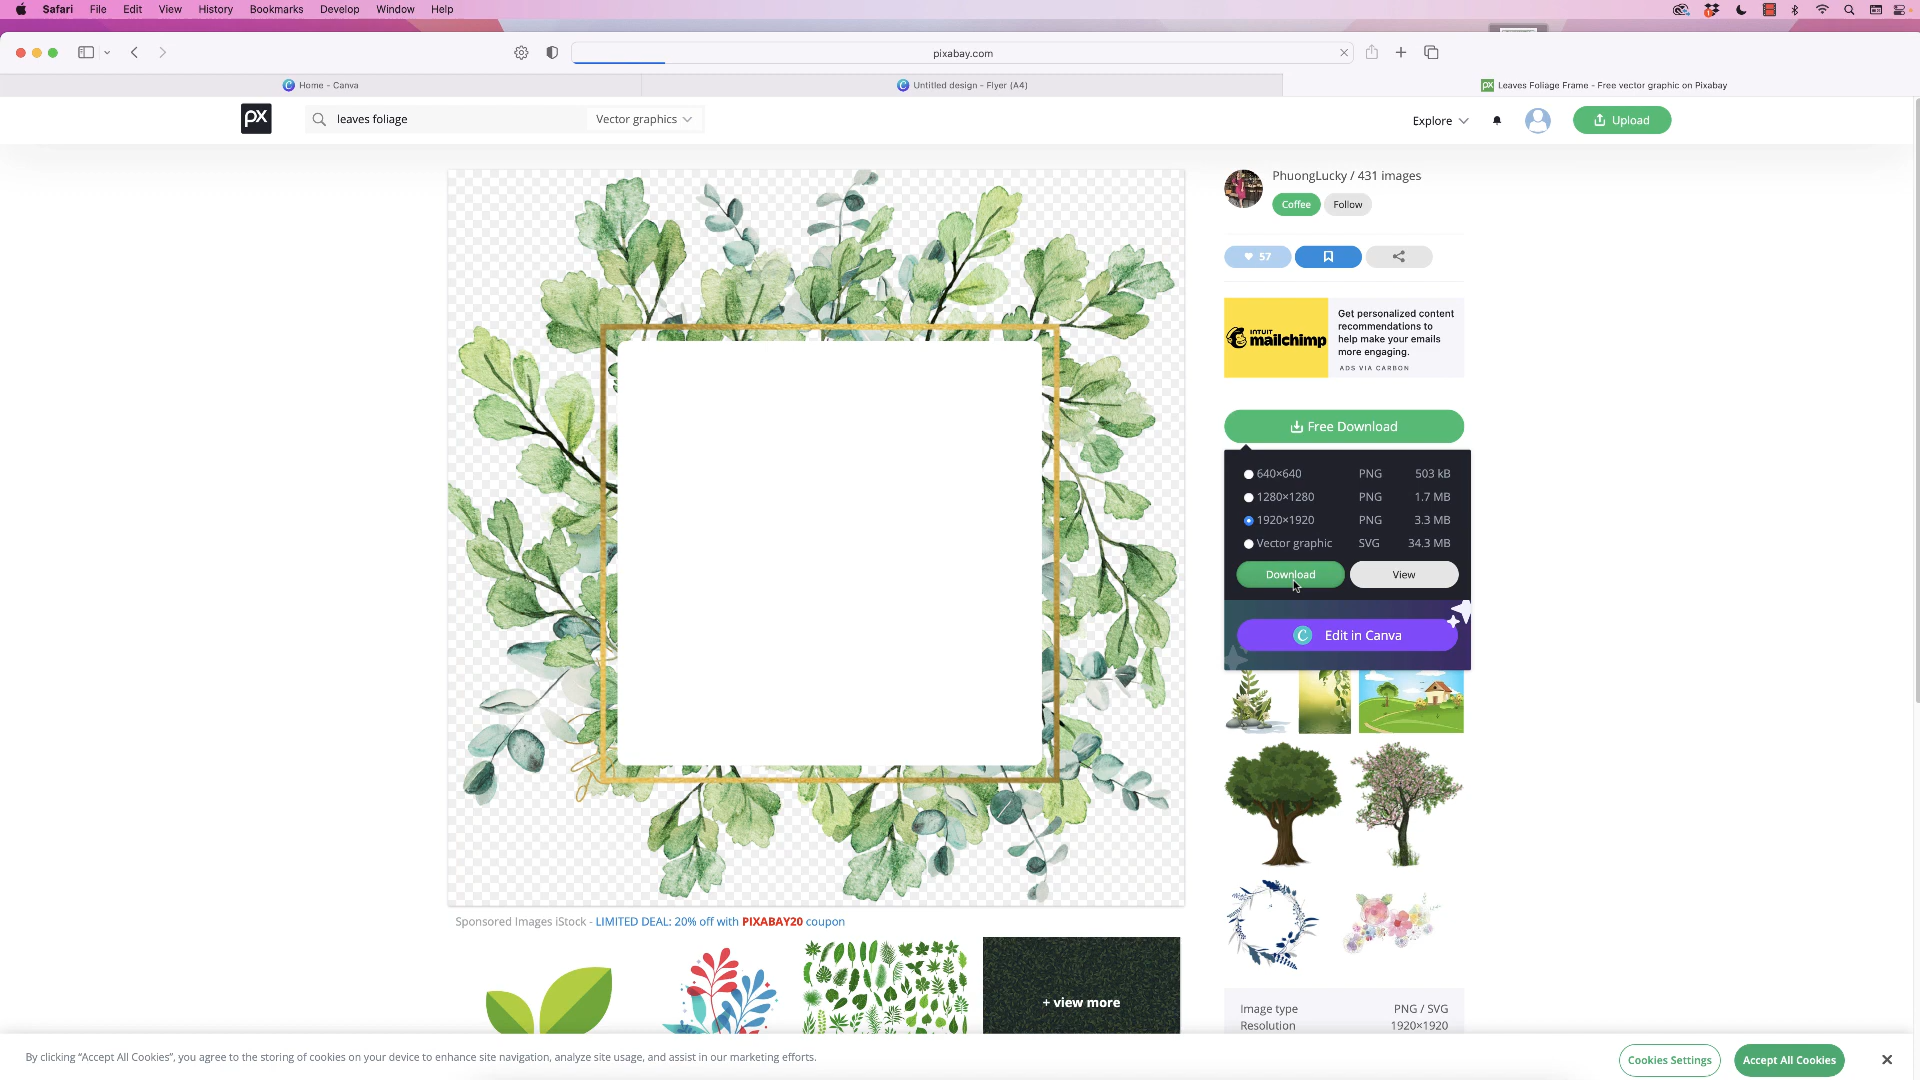 Safari File Edit View History Bookmarks Develop Window Help
pixabay.com
Home - Canva
Untitled design - Flyer (A4)
Leaves Foliage Frame - Free vector graphic on Pixabay
px
leaves foliage
Vector graphics
Explore
Upload
PhuongLucky / 431 images
Coffee
Follow
57
INTUIT
mailchimp
Get personalized content
recommendations to
help make your emails
more engaging.
ADS VIA CARBON
Free Download
640×640 PNG 503 kB
1280×1280 PNG 1.7 MB
1920×1920 PNG 3.3 MB
Vector graphic SVG 34.3 MB
Download
View
Edit in Canva
Sponsored Images iStock - LIMITED DEAL: 20% off with PIXABAY20 coupon
+ view more
Image type PNG / SVG
Resolution 1920×1920
By clicking "Accept All Cookies", you agree to the storing of cookies on your device to enhance site navigation, analyze site usage, and assist in our marketing efforts.
Cookies Settings
Accept All Cookies